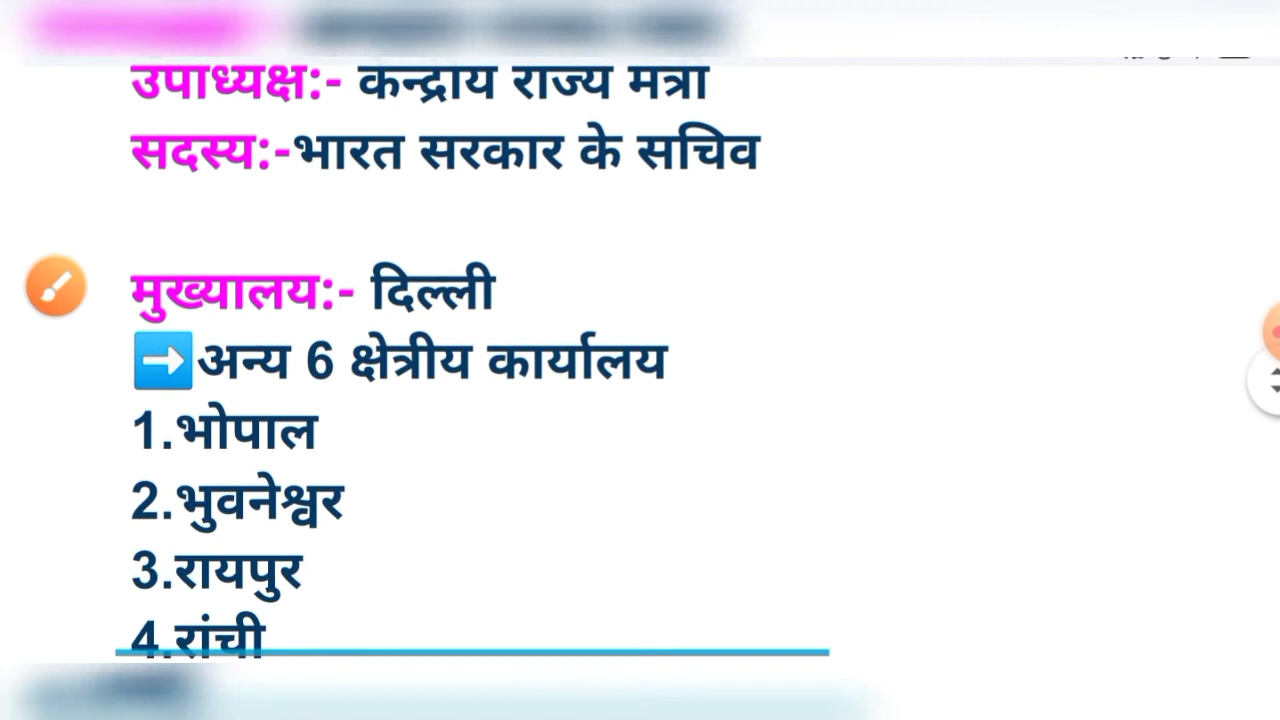 उपाध्यक्ष:- केन्द्रीय राज्य मंत्री
सदस्य:-भारत सरकार के सचिव
मुख्यालय:- दिल्ली
➡️अन्य 6 क्षेत्रीय कार्यालय
1.भोपाल
2.भुवनेश्वर
3.रायपुर
4.रांची